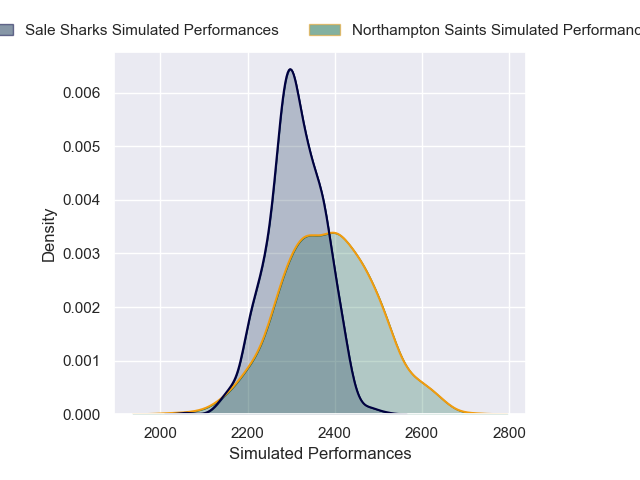 Sale Sharks Simulated Performances Northampton Saints Simulated
0.006
0.005
0.004
0.003
0.002
0.001
0.000
Density
2000 2200 2400 2600 2800
Simulated Performances